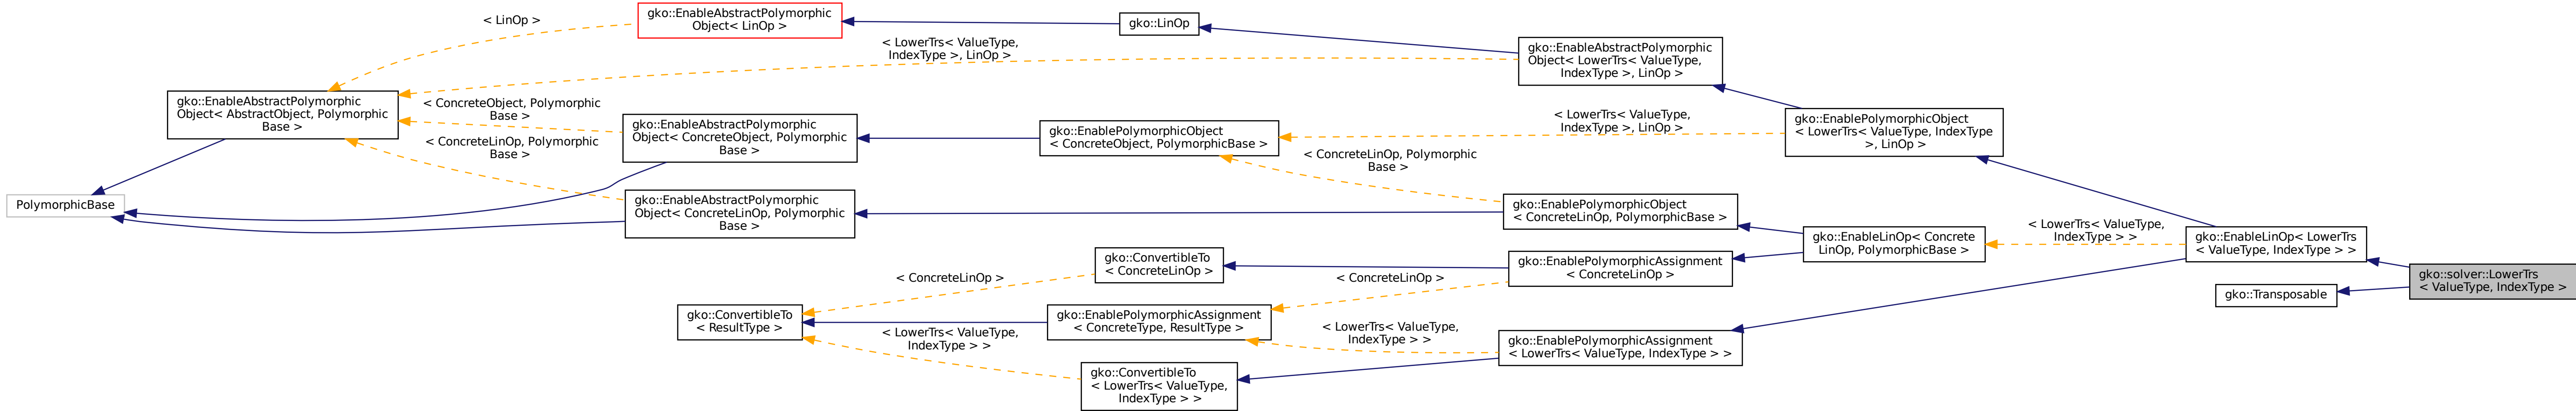 gko::EnableAbstractPolymorphic
Object< LinOp >
< LinOp >
gko::LinOp
< LowerTrs< ValueType,
IndexType >, LinOp >
gko::EnableAbstractPolymorphic
Object< LowerTrs< ValueType,
IndexType >, LinOp >
gko::EnableAbstractPolymorphic
Object< AbstractObject, Polymorphic
Base >
< ConcreteObject, Polymorphic
Base >
gko::EnableAbstractPolymorphic
Object< ConcreteObject, Polymorphic
Base >
gko::EnablePolymorphicObject
< ConcreteObject, PolymorphicBase >
< LowerTrs< ValueType,
IndexType >, LinOp >
gko::EnablePolymorphicObject
< LowerTrs< ValueType, IndexType
>, LinOp >
< ConcreteLinOp, Polymorphic
Base >
< ConcreteLinOp, Polymorphic
Base >
PolymorphicBase
gko::EnableAbstractPolymorphic
Object< ConcreteLinOp, Polymorphic
Base >
gko::EnablePolymorphicObject
< ConcreteLinOp, PolymorphicBase >
gko::EnableLinOp< Concrete
LinOp, PolymorphicBase >
< LowerTrs< ValueType,
IndexType > >
gko::EnableLinOp< LowerTrs
< ValueType, IndexType > >
gko::solver::LowerTrs
< ValueType, IndexType >
gko::Transposable
gko::ConvertibleTo
< ConcreteLinOp >
gko::EnablePolymorphicAssignment
< ConcreteLinOp >
< ConcreteLinOp >
< ConcreteLinOp >
gko::ConvertibleTo
< ResultType >
gko::EnablePolymorphicAssignment
< ConcreteType, ResultType >
< LowerTrs< ValueType,
IndexType > >
< LowerTrs< ValueType,
IndexType > >
gko::EnablePolymorphicAssignment
< LowerTrs< ValueType, IndexType > >
gko::ConvertibleTo
< LowerTrs< ValueType,
IndexType > >